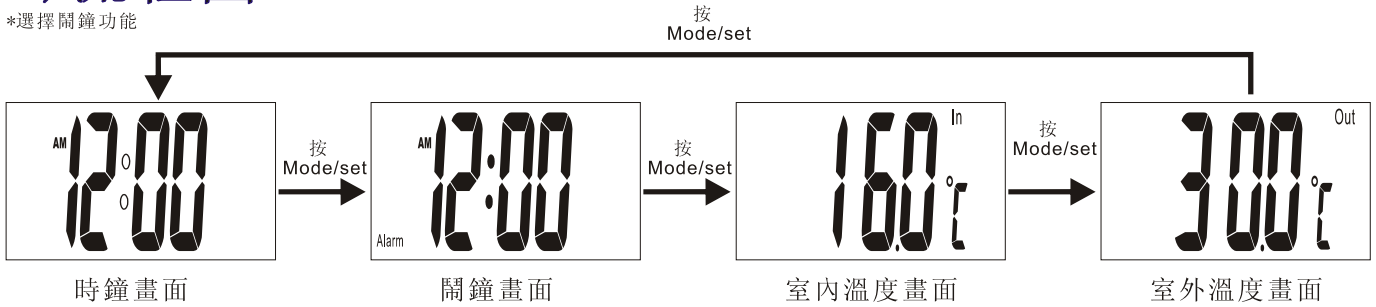 *選擇鬧鐘功能
按
Mode/set
AM 12:00
按
Mode/set
AM 12:00
Alarm
按
Mode/set
16.0°C In
按
Mode/set
30.0°C Out
時鐘畫面
鬧鐘畫面
室內溫度畫面
室外溫度畫面